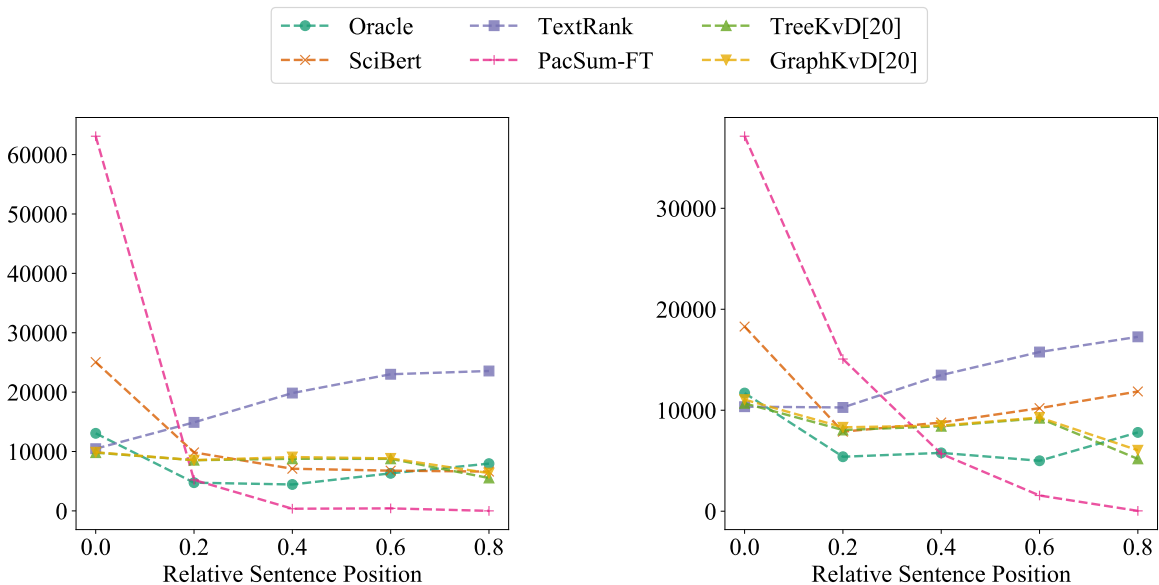 Oracle TextRank TreeKvD[20]
SciBert PacSum-FT GraphKvD[20]
60000
50000
40000
30000
20000
10000
0
0.0 0.2 0.4 0.6 0.8
Relative Sentence Position
30000
20000
10000
0
0.0 0.2 0.4 0.6 0.8
Relative Sentence Position